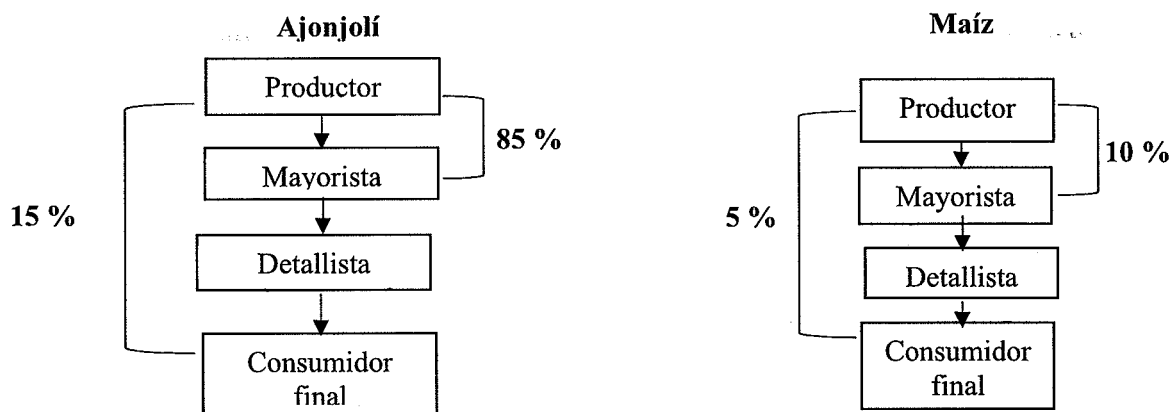 Ajonjolí
Productor
85 %
Mayorista
15 %
Detallista
Consumidor
final
Maíz
Productor
10 %
Mayorista
5 %
Detallista
Consumidor
final